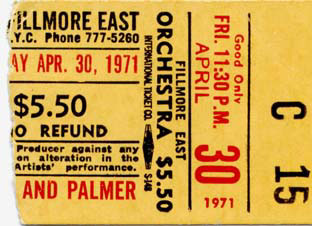 FILLMORE EAST
Y.C. Phone 777-5260
AY APR. 30, 1971
$5.50
O REFUND
Producer against any
on alteration in the
Artists' performance.
AND PALMER
INTERNATIONAL TICKET CO.
S-148
ORCHESTRA $5.50
FILLMORE EAST
FRI. 11:30 P.M.
Good Only
APRIL
30
1971
C
15